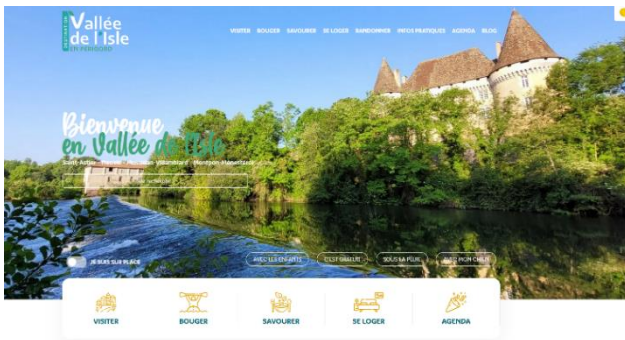 Vallée
de l'Isle
EN PÉRIGORD
VISITER BOUGER SAVOURER SE LOGER RANDONNER INFOS PRATIQUES AGENDA BLOG
Bienvenue
en Vallée de l'Isle
JE SUIS SUR PLACE
AVEC LES ENFANTS C'EST GRATUIT SOUS LA PLUIE AVEC MON CHIEN
VISITER BOUGER SAVOURER SE LOGER AGENDA